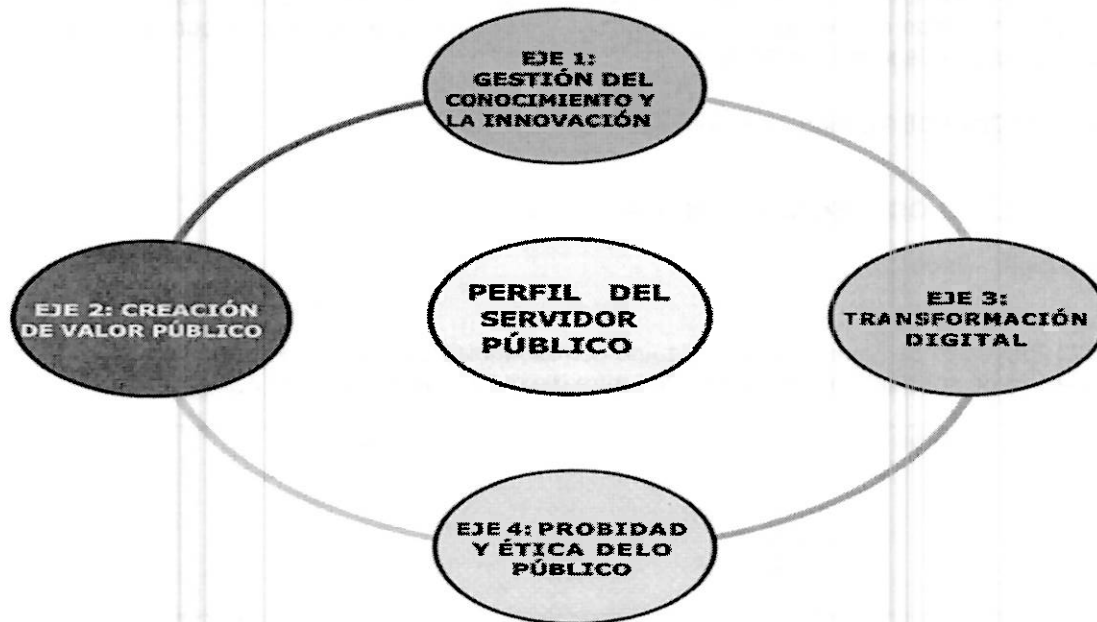 EJE 1:
GESTIÓN DEL
CONOCIMIENTO Y
LA INNOVACIÓN
EJE 2: CREACIÓN
DE VALOR PÚBLICO
PERFIL DEL
SERVIDOR
PÚBLICO
EJE 3:
TRANSFORMACIÓN
DIGITAL
EJE 4: PROBIDAD
Y ÉTICA DELO
PÚBLICO